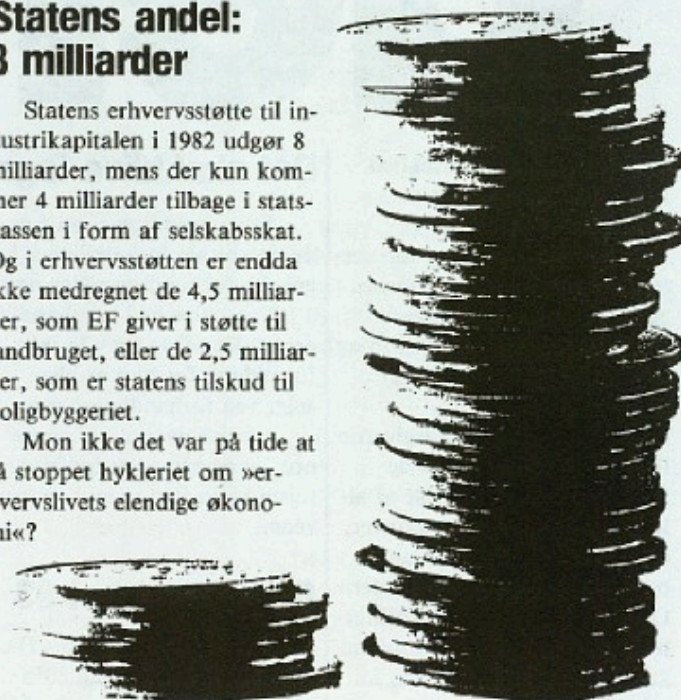 Statens andel:
8 milliarder
Statens erhvervsstøtte til in-
ustrikapitalen i 1982 udgør 8
milliarder, mens der kun kom-
mer 4 milliarder tilbage i stats-
assen i form af selskabsskat.
Og i erhvervsstøtten er endda
kke medregnet de 4,5 milliar-
er, som EF giver i støtte til
andbruget, eller de 2,5 milliar-
er, som er statens tilskud til
oligbyggeriet.
Mon ikke det var på tide at
å stoppet hykleriet om »er-
vervslivets elendige økono-
mi«?